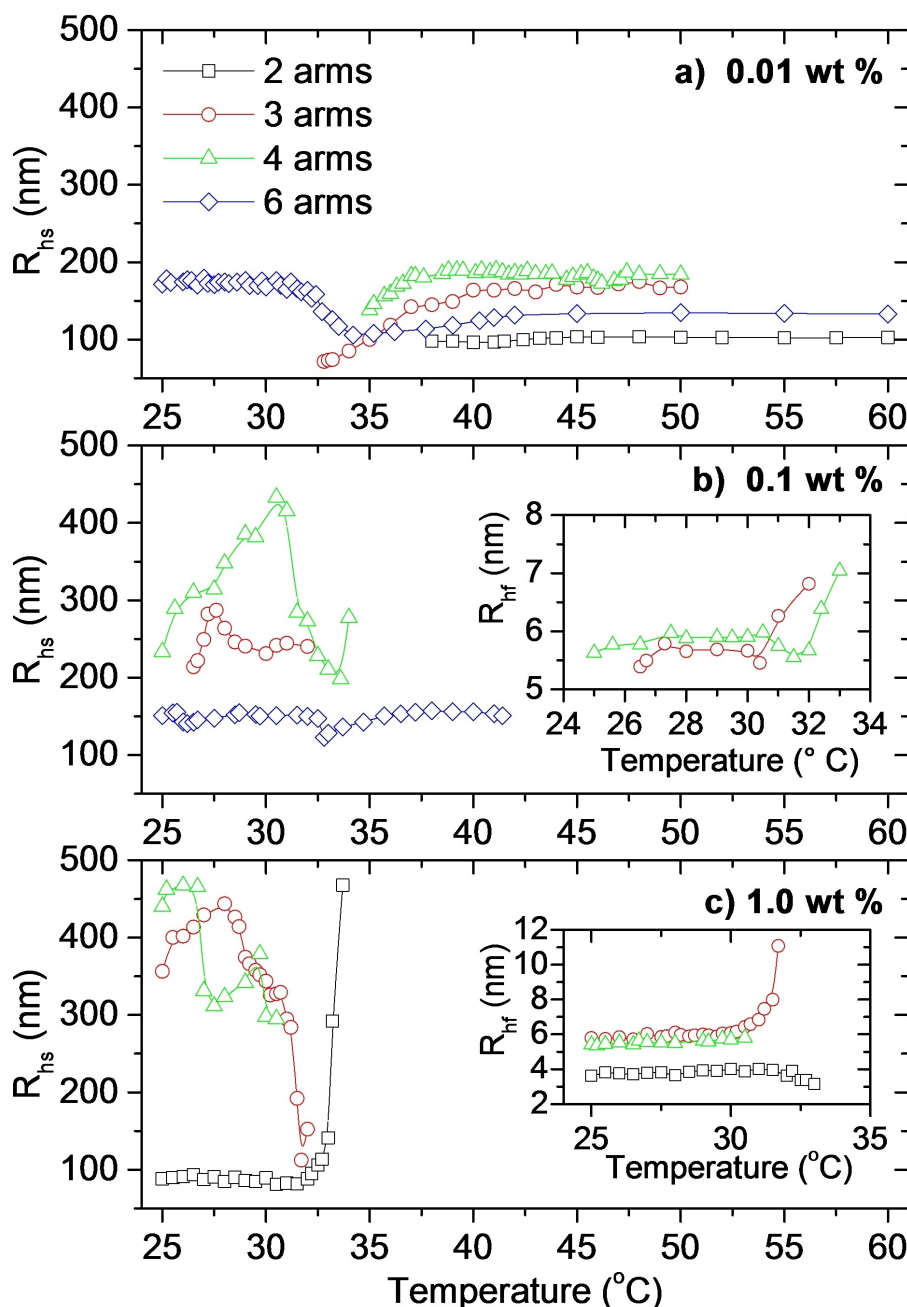 500
a) 0.01 wt %
2 arms
3 arms
4 arms
6 arms
400
300
200
100
R_hs (nm)
25 30 35 40 45 50 55 60
500
b) 0.1 wt %
400
300
200
100
R_hs (nm)
8
7
6
5
R_hf (nm)
24 26 28 30 32 34
Temperature (° C)
25 30 35 40 45 50 55 60
500
c) 1.0 wt %
400
300
200
100
R_hs (nm)
12
10
8
6
4
2
R_hf (nm)
25 30 35
Temperature (°C)
25 30 35 40 45 50 55 60
Temperature (°C)